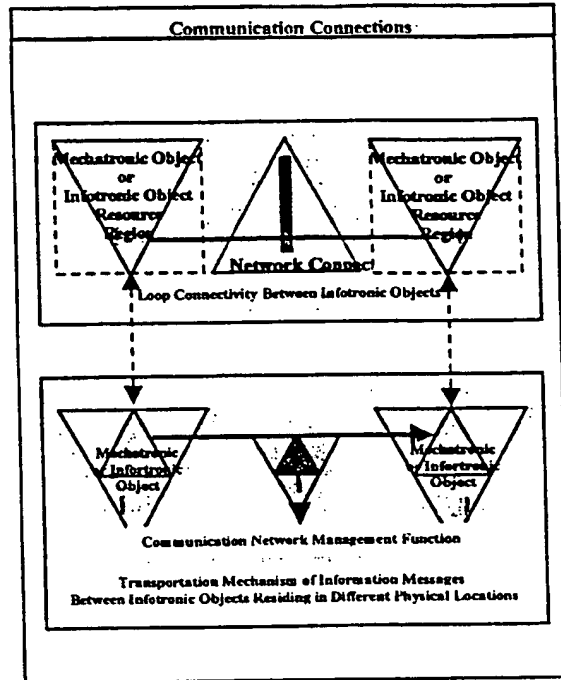 Communication Connections
Mechatronic Object
or
Infotronic Object
Resource
Region
Mechatronic Object
or
Infotronic Object
Resource
Region
Network Connect
Loop Connectivity Between Infotronic Objects
Mechatronic
or Infortronic
Object
Mechatronic
or Infortronic
Object
Communication Network Management Function
Transportation Mechanism of Information Messages
Between Infotronic Objects Residing in Different Physical Locations